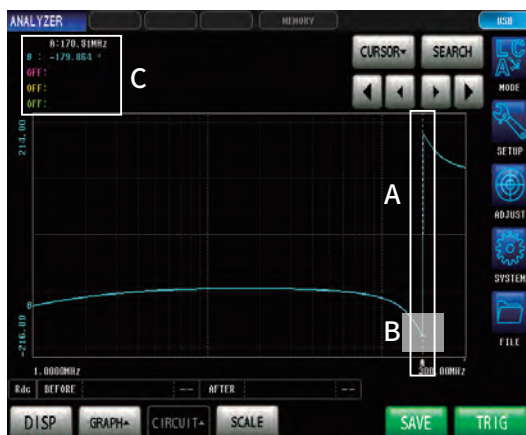 ANALYZER
MEMORY
USB
A:170.81MHz
θ : -179.864 °
OFF:
OFF:
OFF:
C
CURSOR▾
SEARCH
MODE
SETUP
ADJUST
SYSTEM
FILE
214.00
A
0
B
-216.00
1.0000MHz
300.00MHz
Rdc
BEFORE
--
AFTER
--
DISP
GRAPH▴
CIRCUIT▴
SCALE
SAVE
TRIG